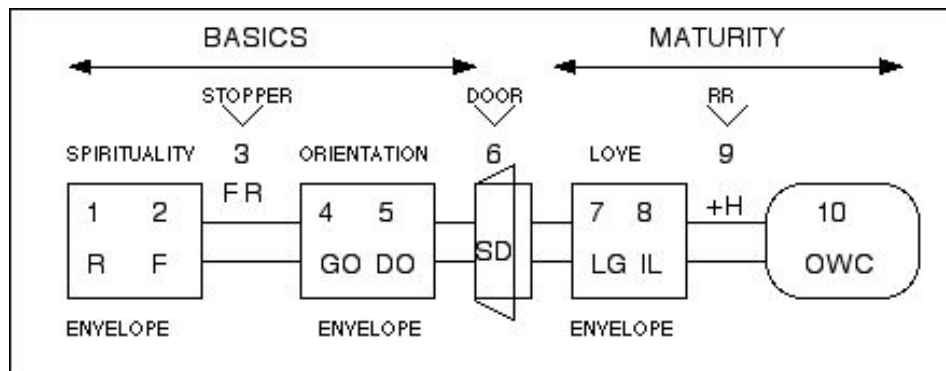 BASICS MATURITY
STOPPER DOOR RR
SPIRITUALITY 3 ORIENTATION 6 LOVE 9
1 2 F R 4 5 7 8 +H 10
R F GO DO SD LG IL OWC
ENVELOPE ENVELOPE ENVELOPE